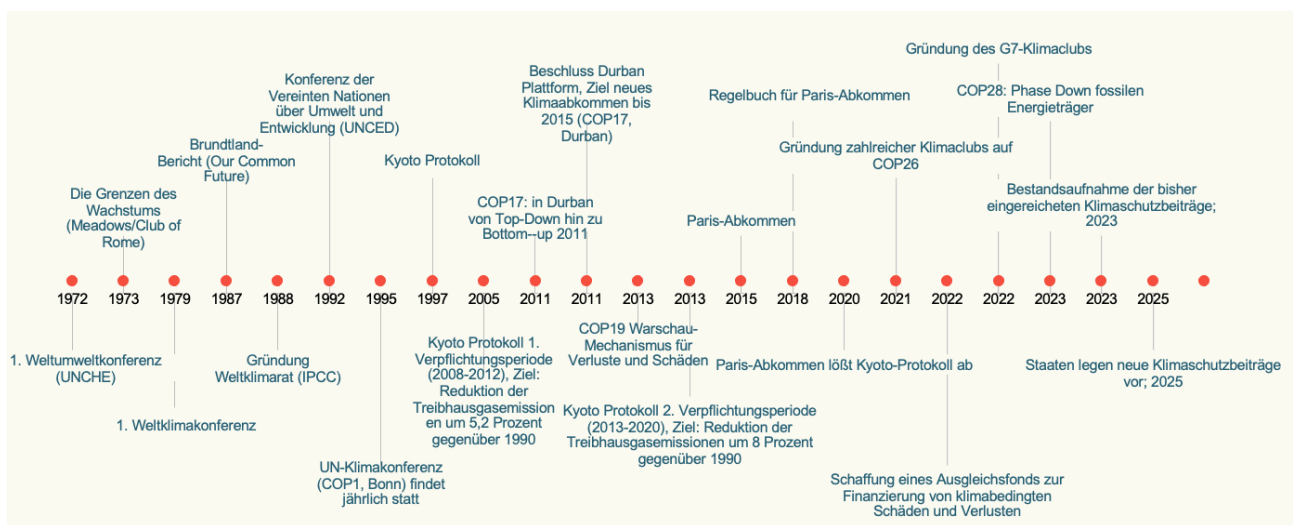 Gründung des G7-Klimaclubs
Beschluss Durban
Plattform, Ziel neues
Klimaabkommen bis
2015 (COP17,
Durban)
Konferenz der
Vereinten Nationen
über Umwelt und
Entwicklung (UNCED)
Regelbuch für Paris-Abkommen
COP28: Phase Down fossilen
Energieträger
Brundtland-
Bericht (Our Common
Future)
Kyoto Protokoll
Gründung zahlreicher Klimaclubs auf
COP26
Die Grenzen des
Wachstums
(Meadows/Club of
Rome)
COP17: in Durban
von Top-Down hin zu
Bottom--up 2011
Paris-Abkommen
Bestandsaufnahme der bisher
eingereicheten Klimaschutzbeiträge;
2023
1972 1973 1979 1987 1988 1992 1995 1997 2005 2011 2011 2013 2013 2015 2018 2020 2021 2022 2022 2023 2023 2025
1. Weltumweltkonferenz
(UNCHE)
Gründung
Weltklimarat (IPCC)
Kyoto Protokoll 1.
Verpflichtungsperiode
(2008-2012), Ziel:
Reduktion der
Treibhausgasemission
en um 5,2 Prozent
gegenüber 1990
COP19 Warschau-
Mechanismus für
Verluste und Schäden
Paris-Abkommen lößt Kyoto-Protokoll ab
Staaten legen neue Klimaschutzbeiträge
vor; 2025
1. Weltklimakonferenz
Kyoto Protokoll 2. Verpflichtungsperiode
(2013-2020), Ziel: Reduktion der
Treibhausgasemissionen um 8 Prozent
gegenüber 1990
UN-Klimakonferenz
(COP1, Bonn) findet
jährlich statt
Schaffung eines Ausgleichsfonds zur
Finanzierung von klimabedingten
Schäden und Verlusten